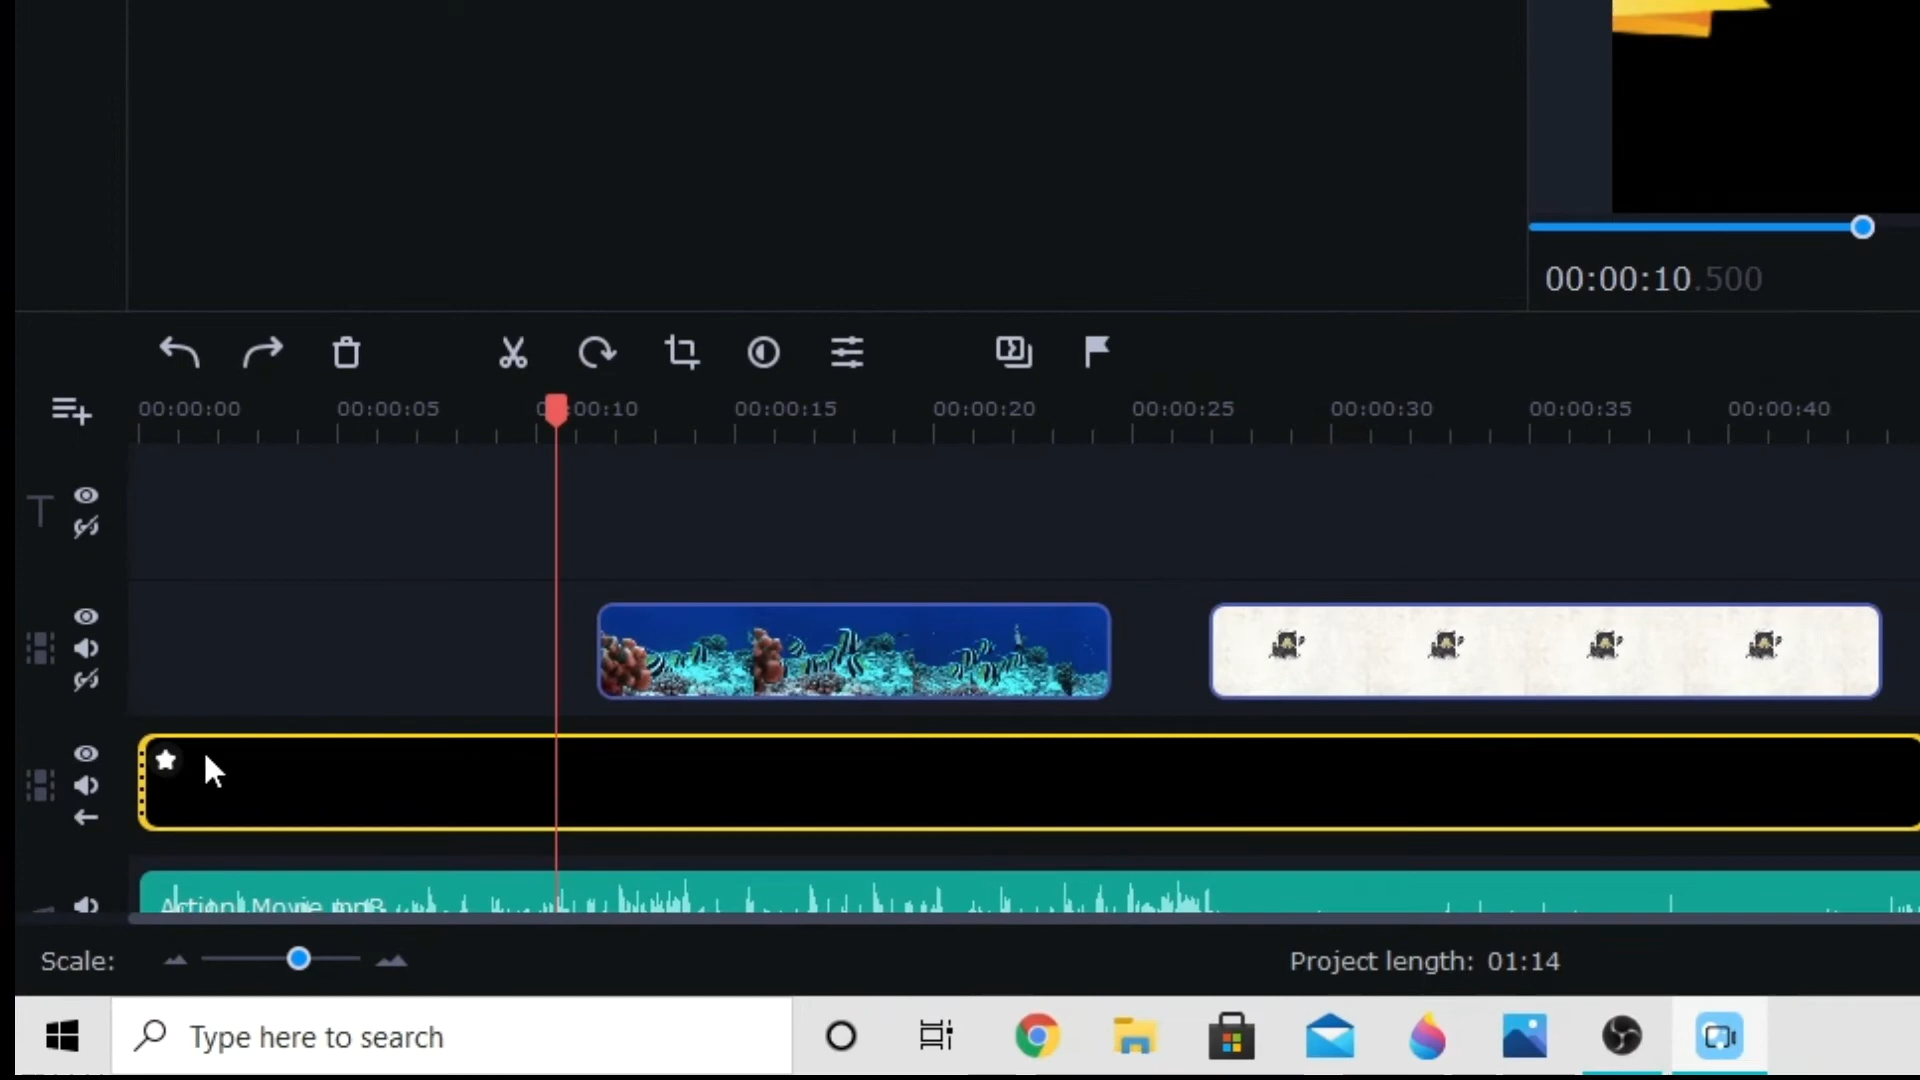 00:00:10.500
00:00:00 00:00:05 00:00:10 00:00:15 00:00:20 00:00:25 00:00:30 00:00:35 00:00:40
Action Movie.mp3
Scale:
Project length: 01:14
Type here to search